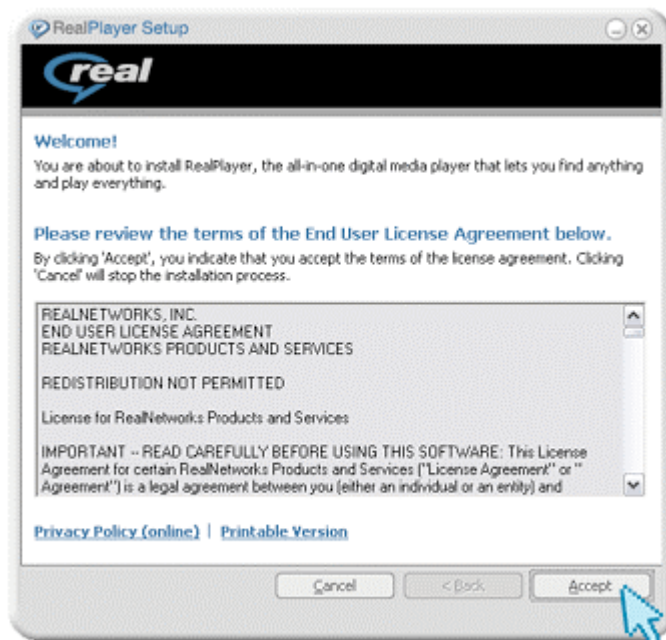 RealPlayer Setup
real
Welcome!
You are about to install RealPlayer, the all-in-one digital media player that lets you find anything
and play everything.
Please review the terms of the End User License Agreement below.
By clicking 'Accept', you indicate that you accept the terms of the license agreement. Clicking
'Cancel' will stop the installation process.
REALNETWORKS, INC.
END USER LICENSE AGREEMENT
REALNETWORKS PRODUCTS AND SERVICES
REDISTRIBUTION NOT PERMITTED
License for RealNetworks Products and Services
IMPORTANT -- READ CAREFULLY BEFORE USING THIS SOFTWARE: This License
Agreement for certain RealNetworks Products and Services ("License Agreement" or "
Agreement") is a legal agreement between you (either an individual or an entity) and
Privacy Policy (online) | Printable Version
Cancel < Back Accept